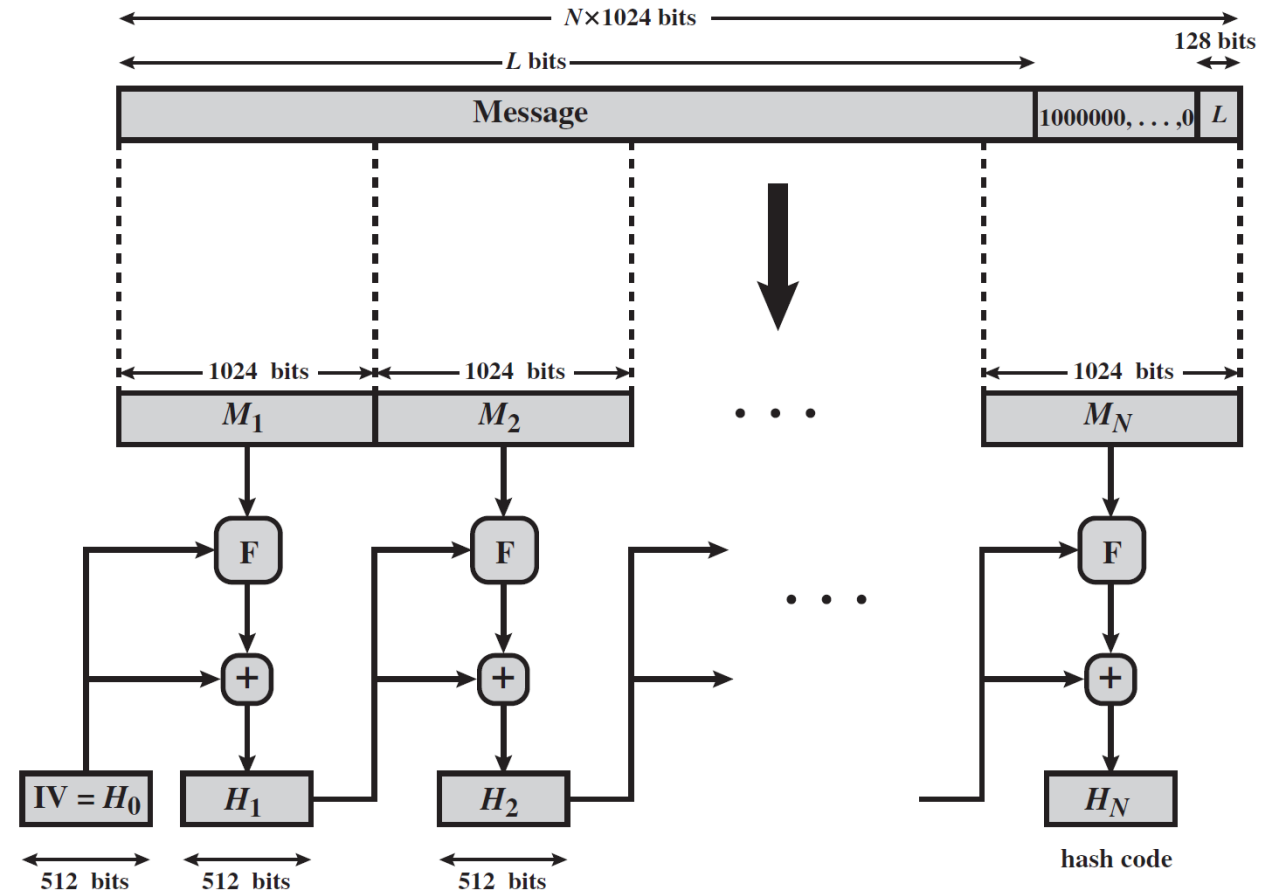 N×1024 bits
128 bits
L bits
Message
1000000, . . . ,0
L
1024 bits
1024 bits
1024 bits
M1
M2
MN
F
F
F
+
+
+
IV = H0
H1
H2
HN
hash code
512 bits
512 bits
512 bits